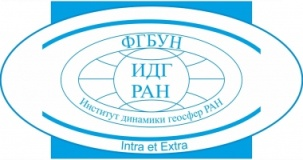 ФГБУН
ИДГ
РАН
Институт динамики геосфер РАН
Intra et Extra